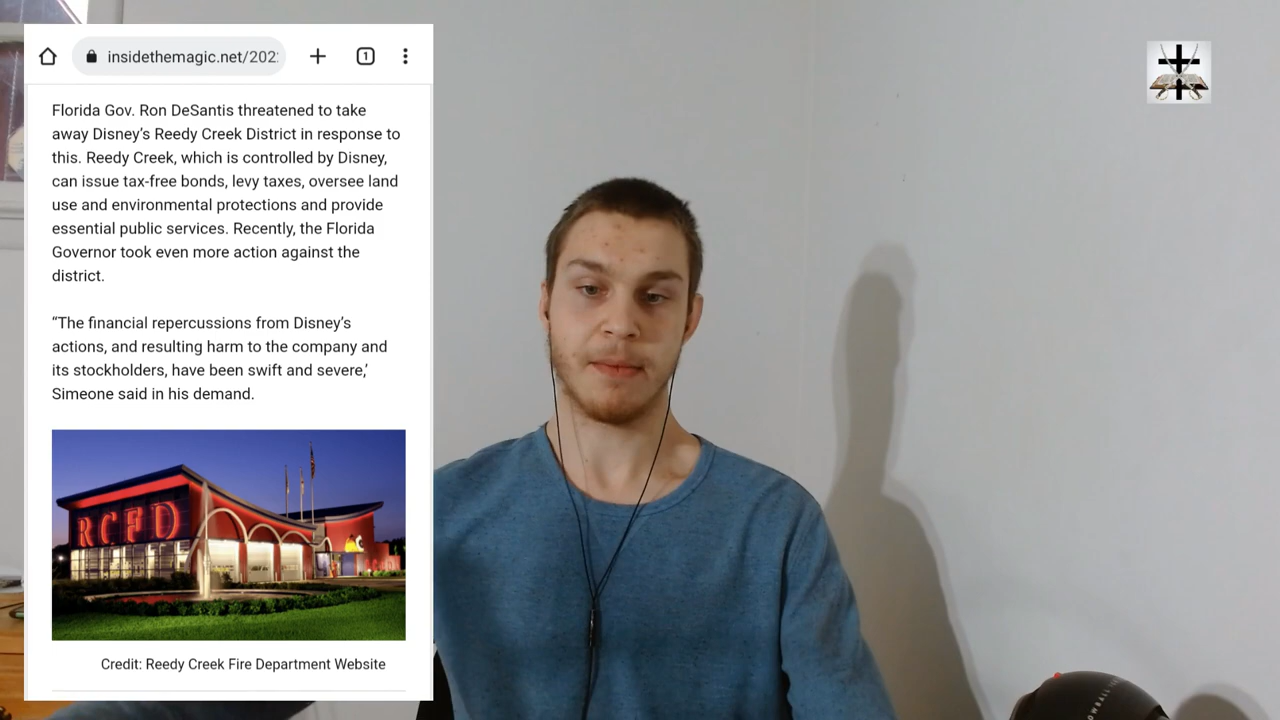 insidethemagic.net/202
1
Florida Gov. Ron DeSantis threatened to take
away Disney's Reedy Creek District in response to
this. Reedy Creek, which is controlled by Disney,
can issue tax-free bonds, levy taxes, oversee land
use and environmental protections and provide
essential public services. Recently, the Florida
Governor took even more action against the
district.
“The financial repercussions from Disney's
actions, and resulting harm to the company and
its stockholders, have been swift and severe,’
Simeone said in his demand.
RCFD
Credit: Reedy Creek Fire Department Website